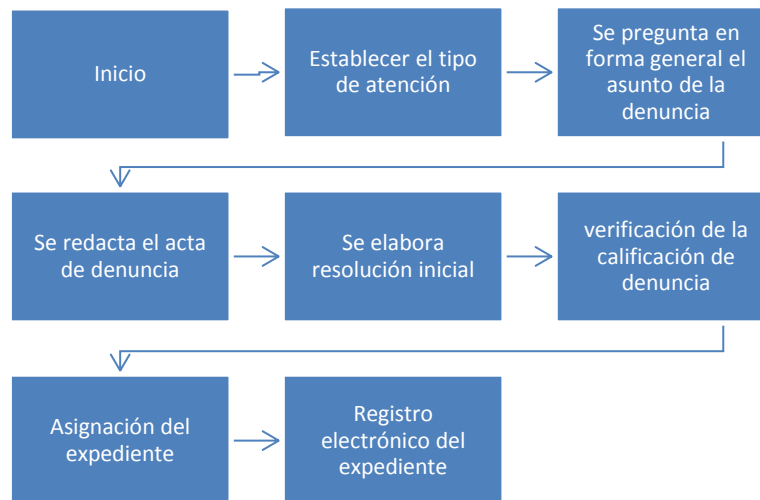 Inicio
Establecer el tipo
de atención
Se pregunta en
forma general el
asunto de la
denuncia
Se redacta el acta
de denuncia
Se elabora
resolución inicial
verificación de la
calificación de
denuncia
Asignación del
expediente
Registro
electrónico del
expediente